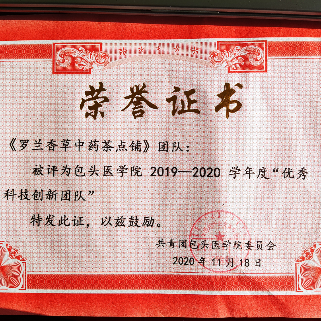 荣誉证书
《罗兰香草中药茶点铺》团队：
被评为包头医学院 2019—2020 学年度“优秀
科技创新团队”
特发此证，以兹鼓励。
共青团包头医学院委员会
2020 年 11 月 18 日